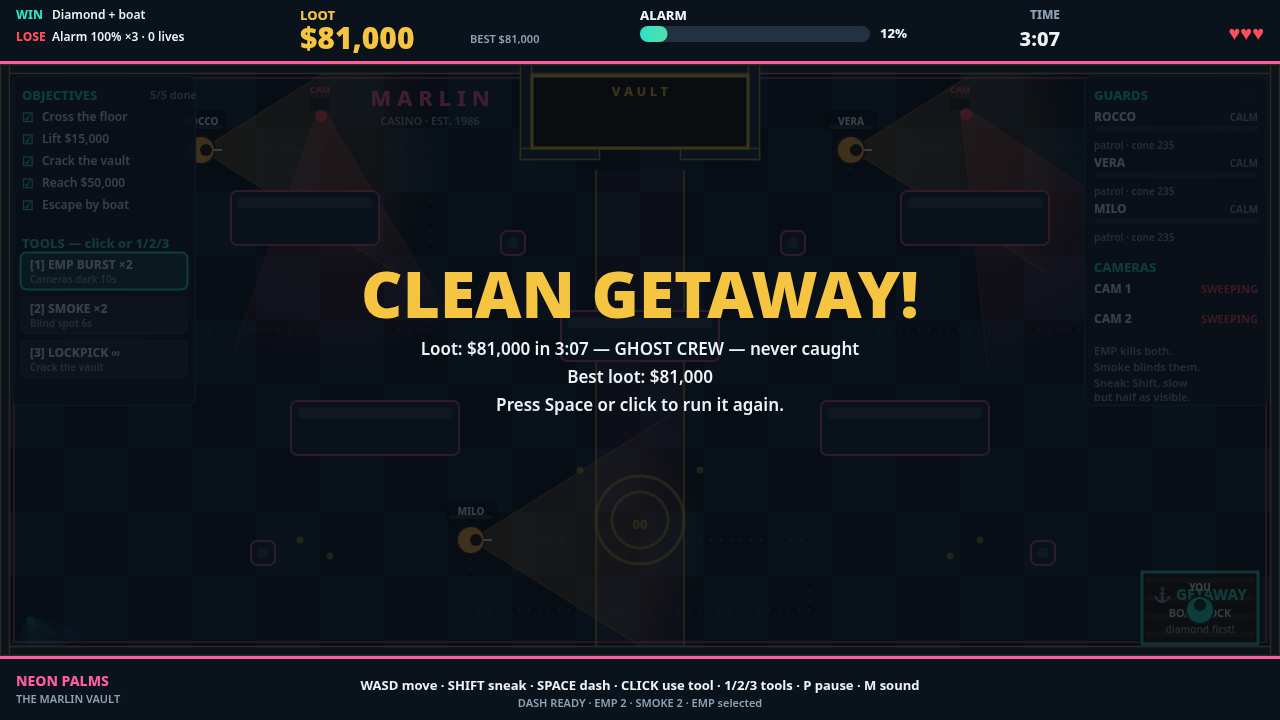 WIN Diamond + boat
LOSE Alarm 100% ×3 · 0 lives
LOOT
$81,000
BEST $81,000
ALARM
12%
TIME
3:07
♥♥♥
OBJECTIVES 5/5 done
☑ Cross the floor
☑ Lift $15,000
☑ Crack the vault
☑ Reach $50,000
☑ Escape by boat
TOOLS — click or 1/2/3
[1] EMP BURST ×2
Cameras dark 10s
[2] SMOKE ×2
Blind spot 6s
[3] LOCKPICK ∞
Crack the vault
CAM
MARLIN
CASINO · EST. 1986
VAULT
VERA
CAM
GUARDS
ROCCO CALM
patrol · cone 235
VERA CALM
patrol · cone 235
MILO CALM
patrol · cone 235
CAMERAS
CAM 1 SWEEPING
CAM 2 SWEEPING
EMP kills both.
Smoke blinds them.
Sneak: Shift, slow
but half as visible.
CLEAN GETAWAY!
Loot: $81,000 in 3:07 — GHOST CREW — never caught
Best loot: $81,000
Press Space or click to run it again.
MILO
00
YOU
⚓ GETAWAY
diamond first!
NEON PALMS
THE MARLIN VAULT
WASD move · SHIFT sneak · SPACE dash · CLICK use tool · 1/2/3 tools · P pause · M sound
DASH READY · EMP 2 · SMOKE 2 · EMP selected